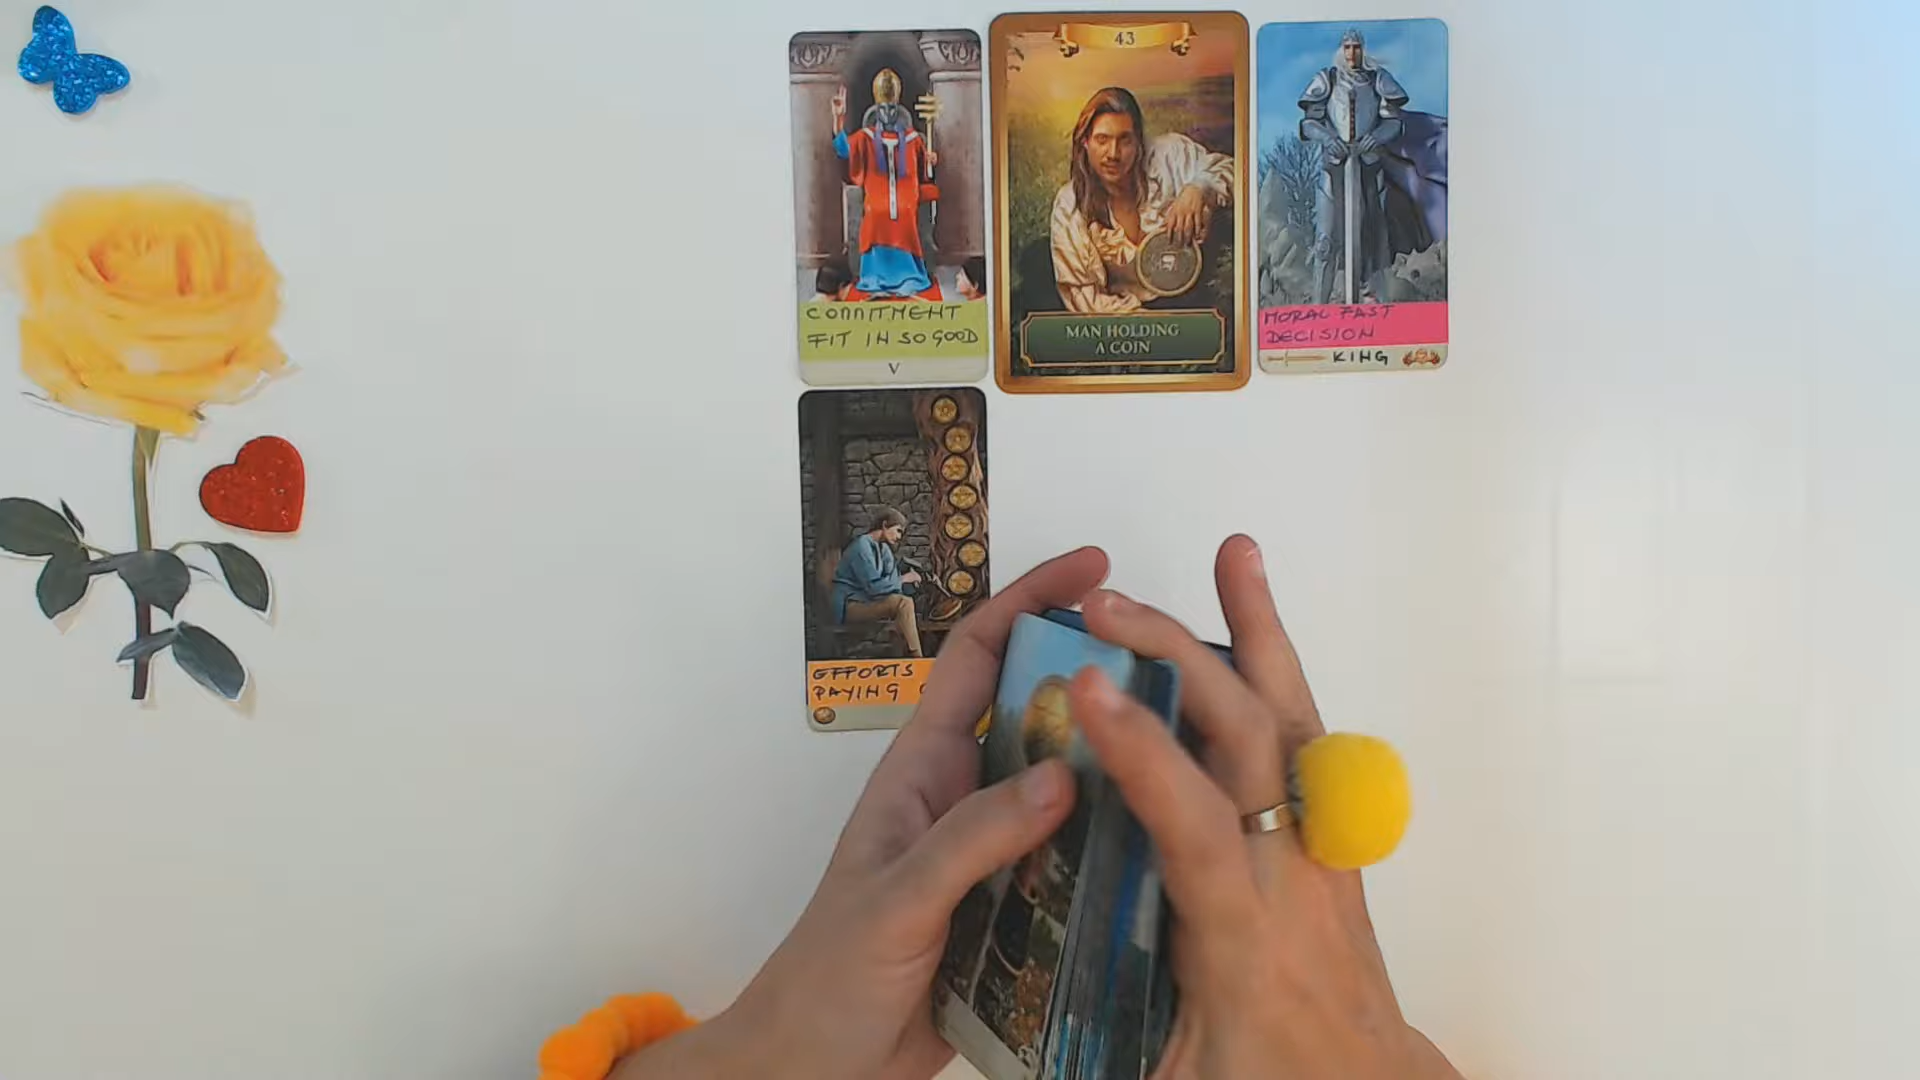 COMMITMENT
FIT IN SO GOOD
V
43
MAN HOLDING
A COIN
MORAL FAST
DECISION
KING
EFFORTS
PAYING